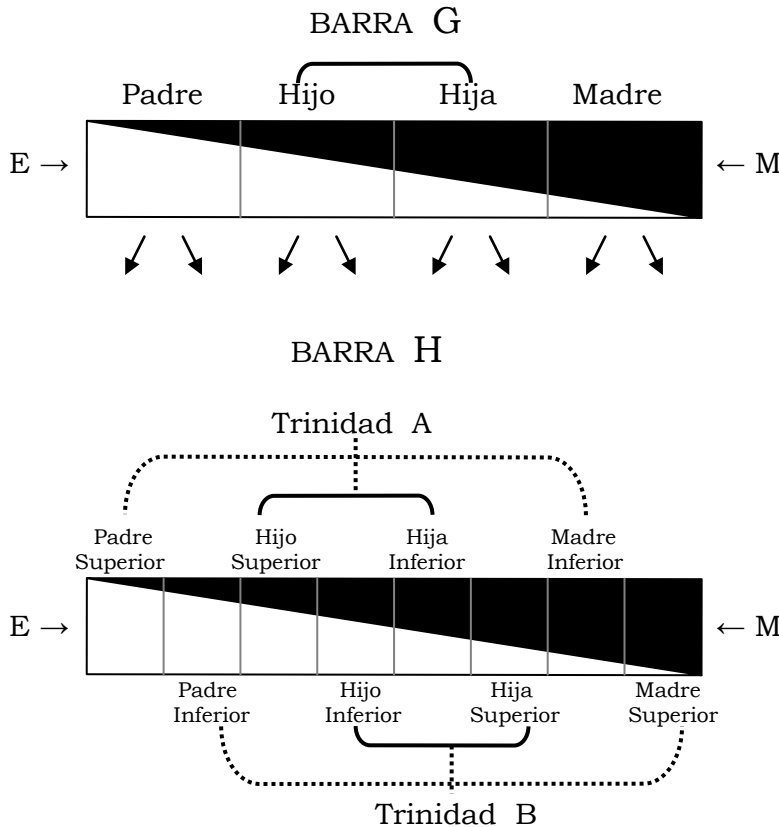 BARRA G
Padre Hijo Hija Madre
E → ← M
BARRA H
Trinidad A
Padre Superior
Hijo Superior
Hija Inferior
Madre Inferior
E → ← M
Padre Inferior
Hijo Inferior
Hija Superior
Madre Superior
Trinidad B